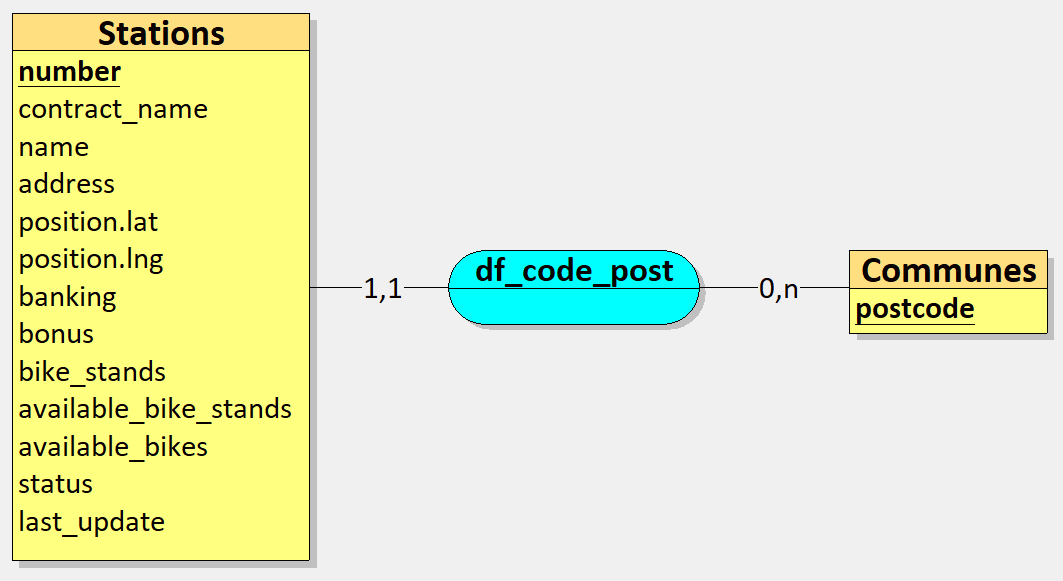 Stations
number
contract_name
name
address
position.lat
position.lng
banking
bonus
bike_stands
available_bike_stands
available_bikes
status
last_update
1,1
df_code_post
0,n
Communes
postcode